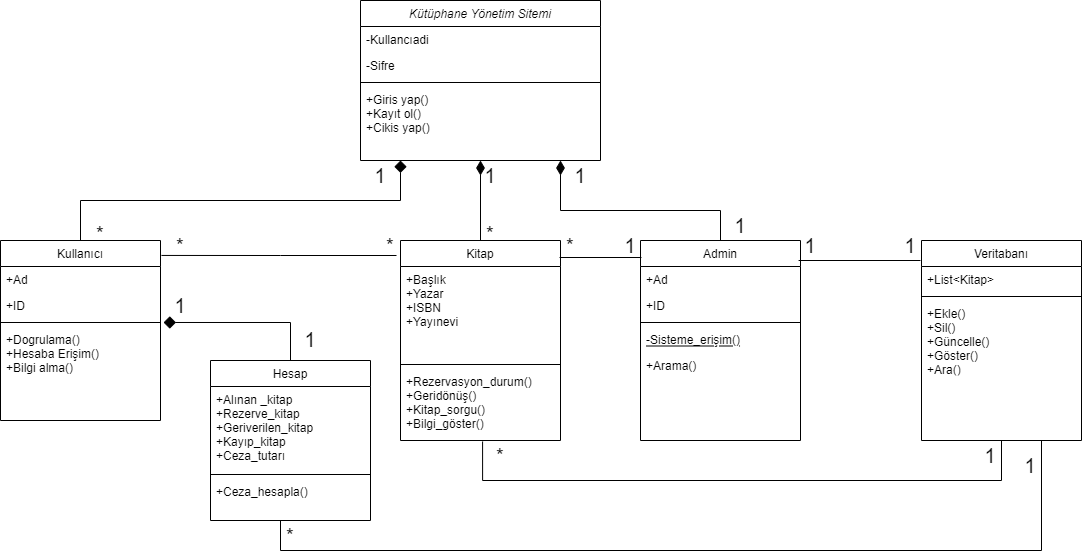 Kütüphane Yönetim Sitemi
-Kullancıadi
-Sifre
+Giris yap()
+Kayıt ol()
+Cikis yap()
1
1
1
*
*
1
Kullanıcı
+Ad
+ID
+Dogrulama()
+Hesaba Erişim()
+Bilgi alma()
*
*
Kitap
+Başlık
+Yazar
+ISBN
+Yayınevi
+Rezervasyon_durum()
+Geridönüş()
+Kitap_sorgu()
+Bilgi_göster()
*
1
Admin
+Ad
+ID
-Sisteme_erişim()
+Arama()
1
1
Veritabanı
+List<Kitap>
+Ekle()
+Sil()
+Güncelle()
+Göster()
+Ara()
1
1
Hesap
+Alınan _kitap
+Rezerve_kitap
+Geriverilen_kitap
+Kayıp_kitap
+Ceza_tutarı
+Ceza_hesapla()
*
1
1
*